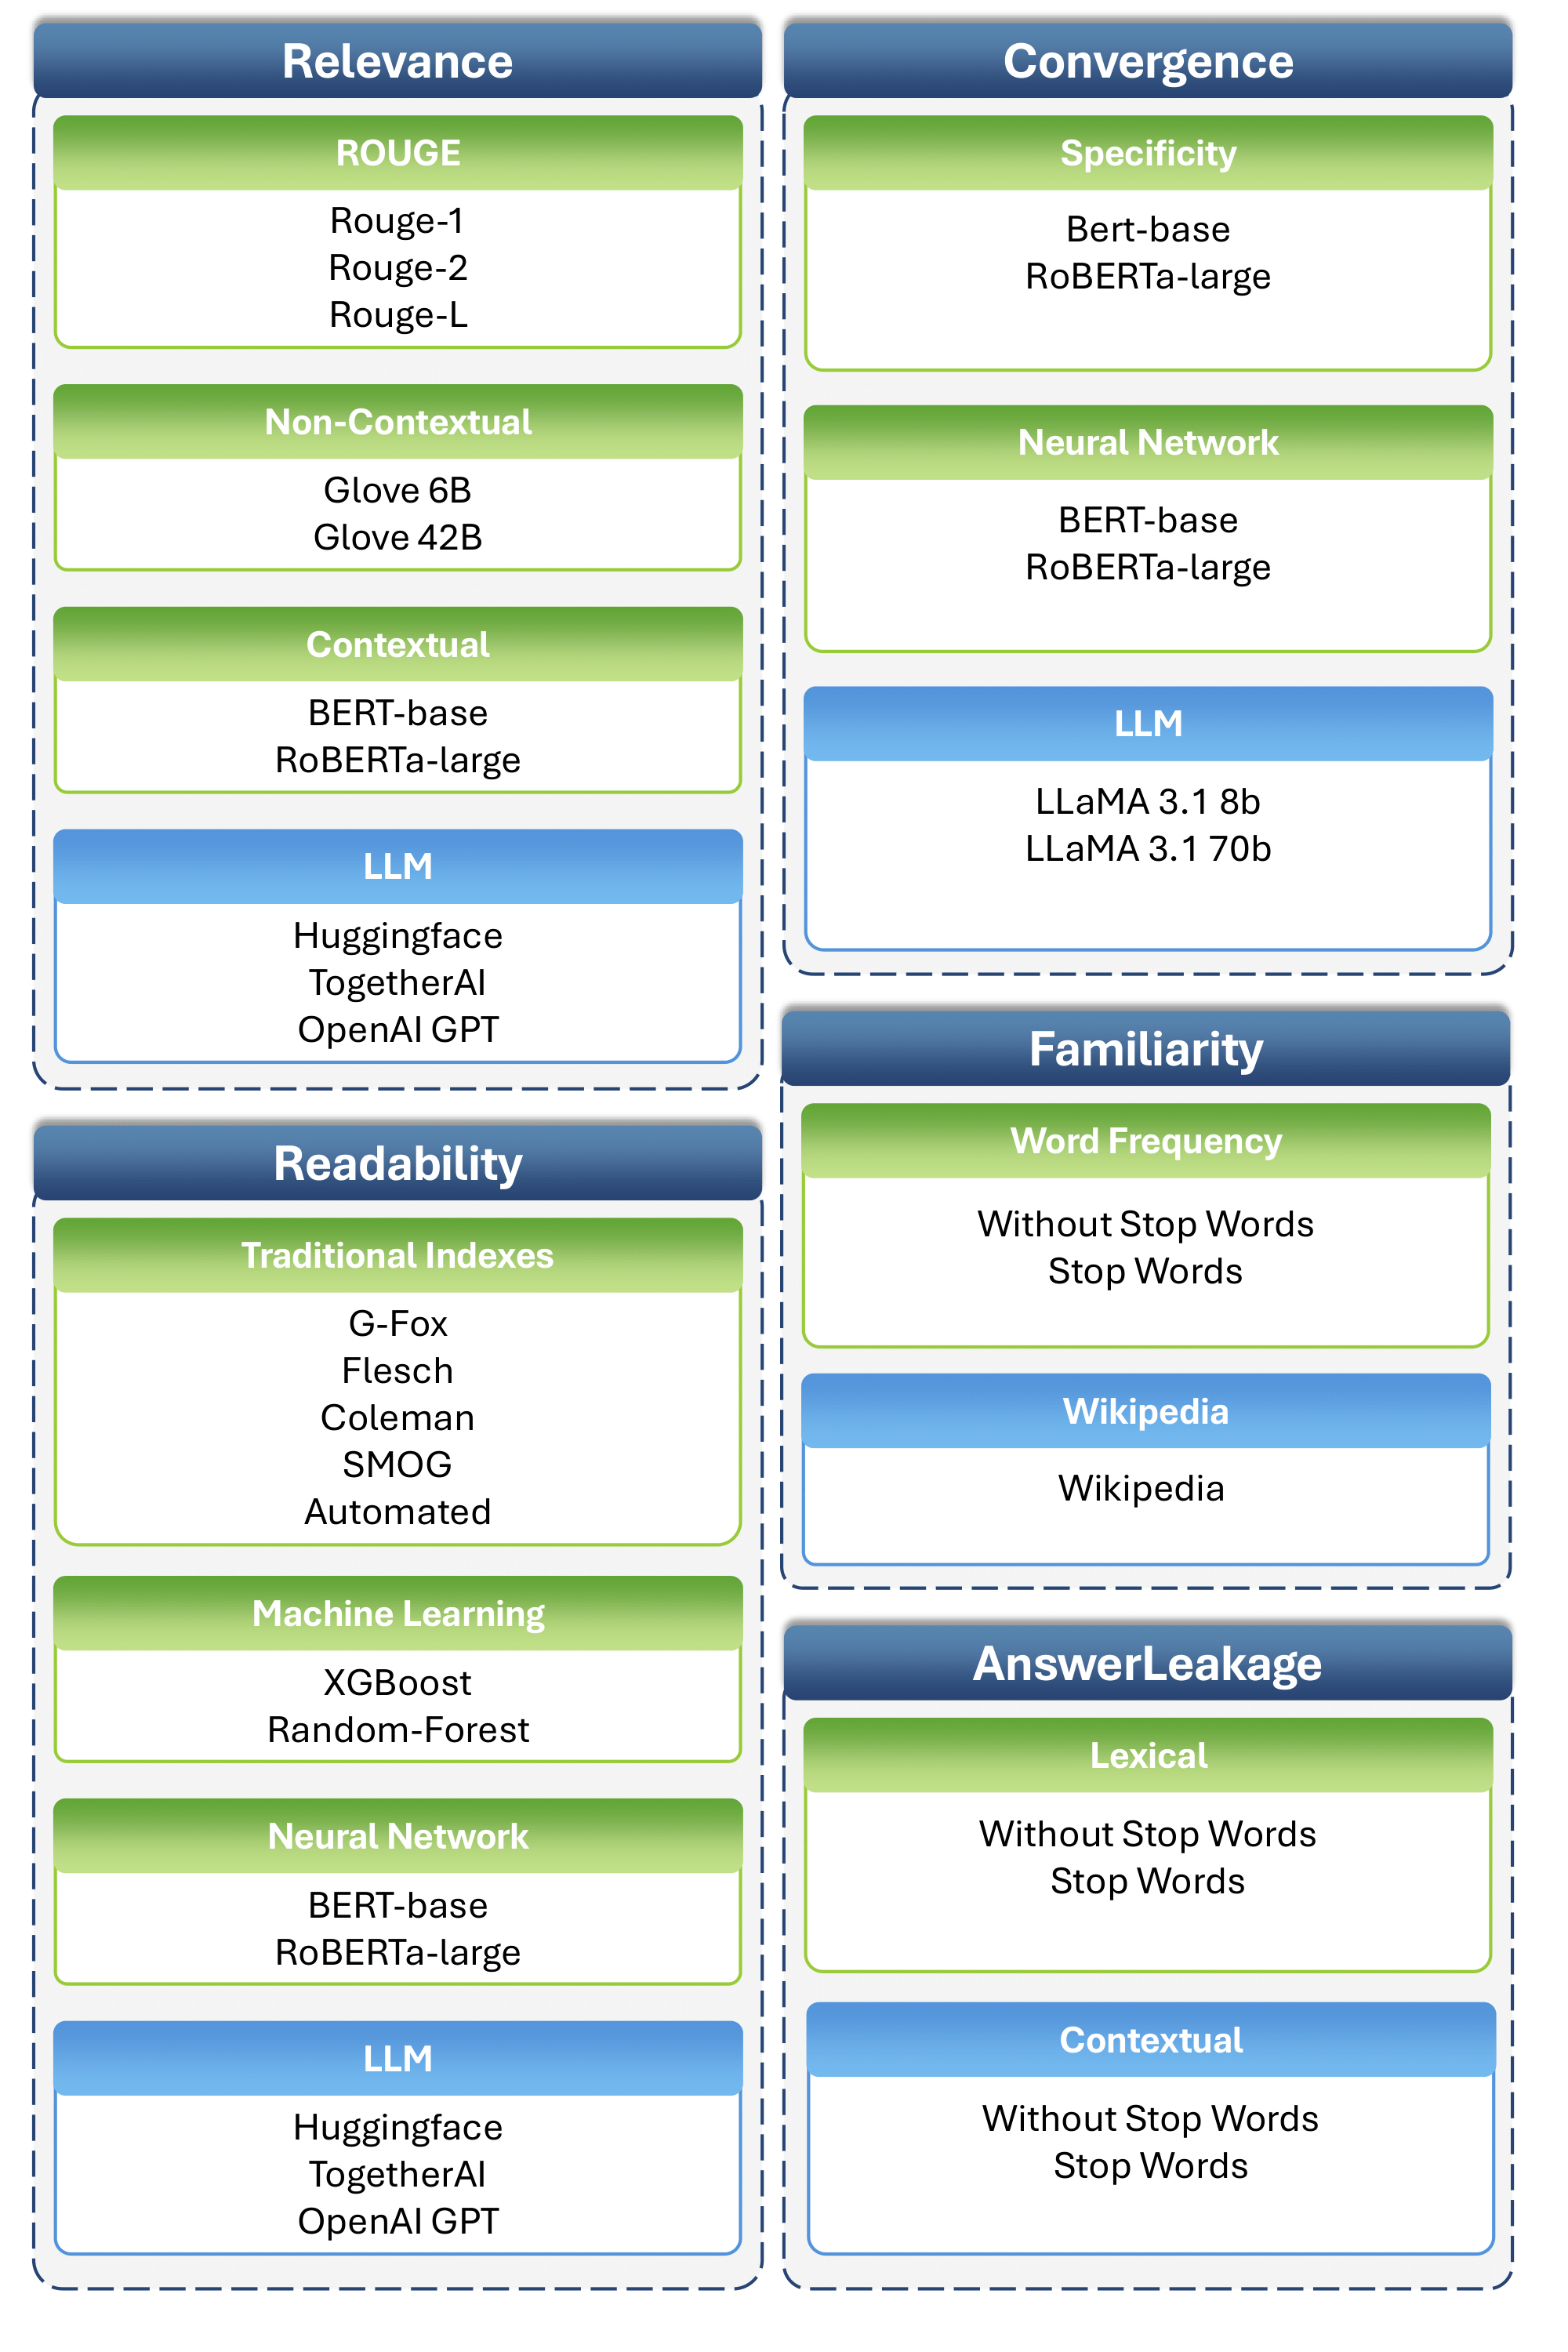 Relevance
ROUGE
Rouge-1
Rouge-2
Rouge-L
Non-Contextual
Glove 6B
Glove 42B
Contextual
BERT-base
RoBERTa-large
LLM
Huggingface
TogetherAI
OpenAI GPT
Readability
Traditional Indexes
G-Fox
Flesch
Coleman
SMOG
Automated
Machine Learning
XGBoost
Random-Forest
Neural Network
BERT-base
RoBERTa-large
LLM
Huggingface
TogetherAI
OpenAI GPT
Convergence
Specificity
Bert-base
RoBERTa-large
Neural Network
BERT-base
RoBERTa-large
LLM
LLaMA 3.1 8b
LLaMA 3.1 70b
Familiarity
Word Frequency
Without Stop Words
Stop Words
Wikipedia
Wikipedia
AnswerLeakage
Lexical
Without Stop Words
Stop Words
Contextual
Without Stop Words
Stop Words